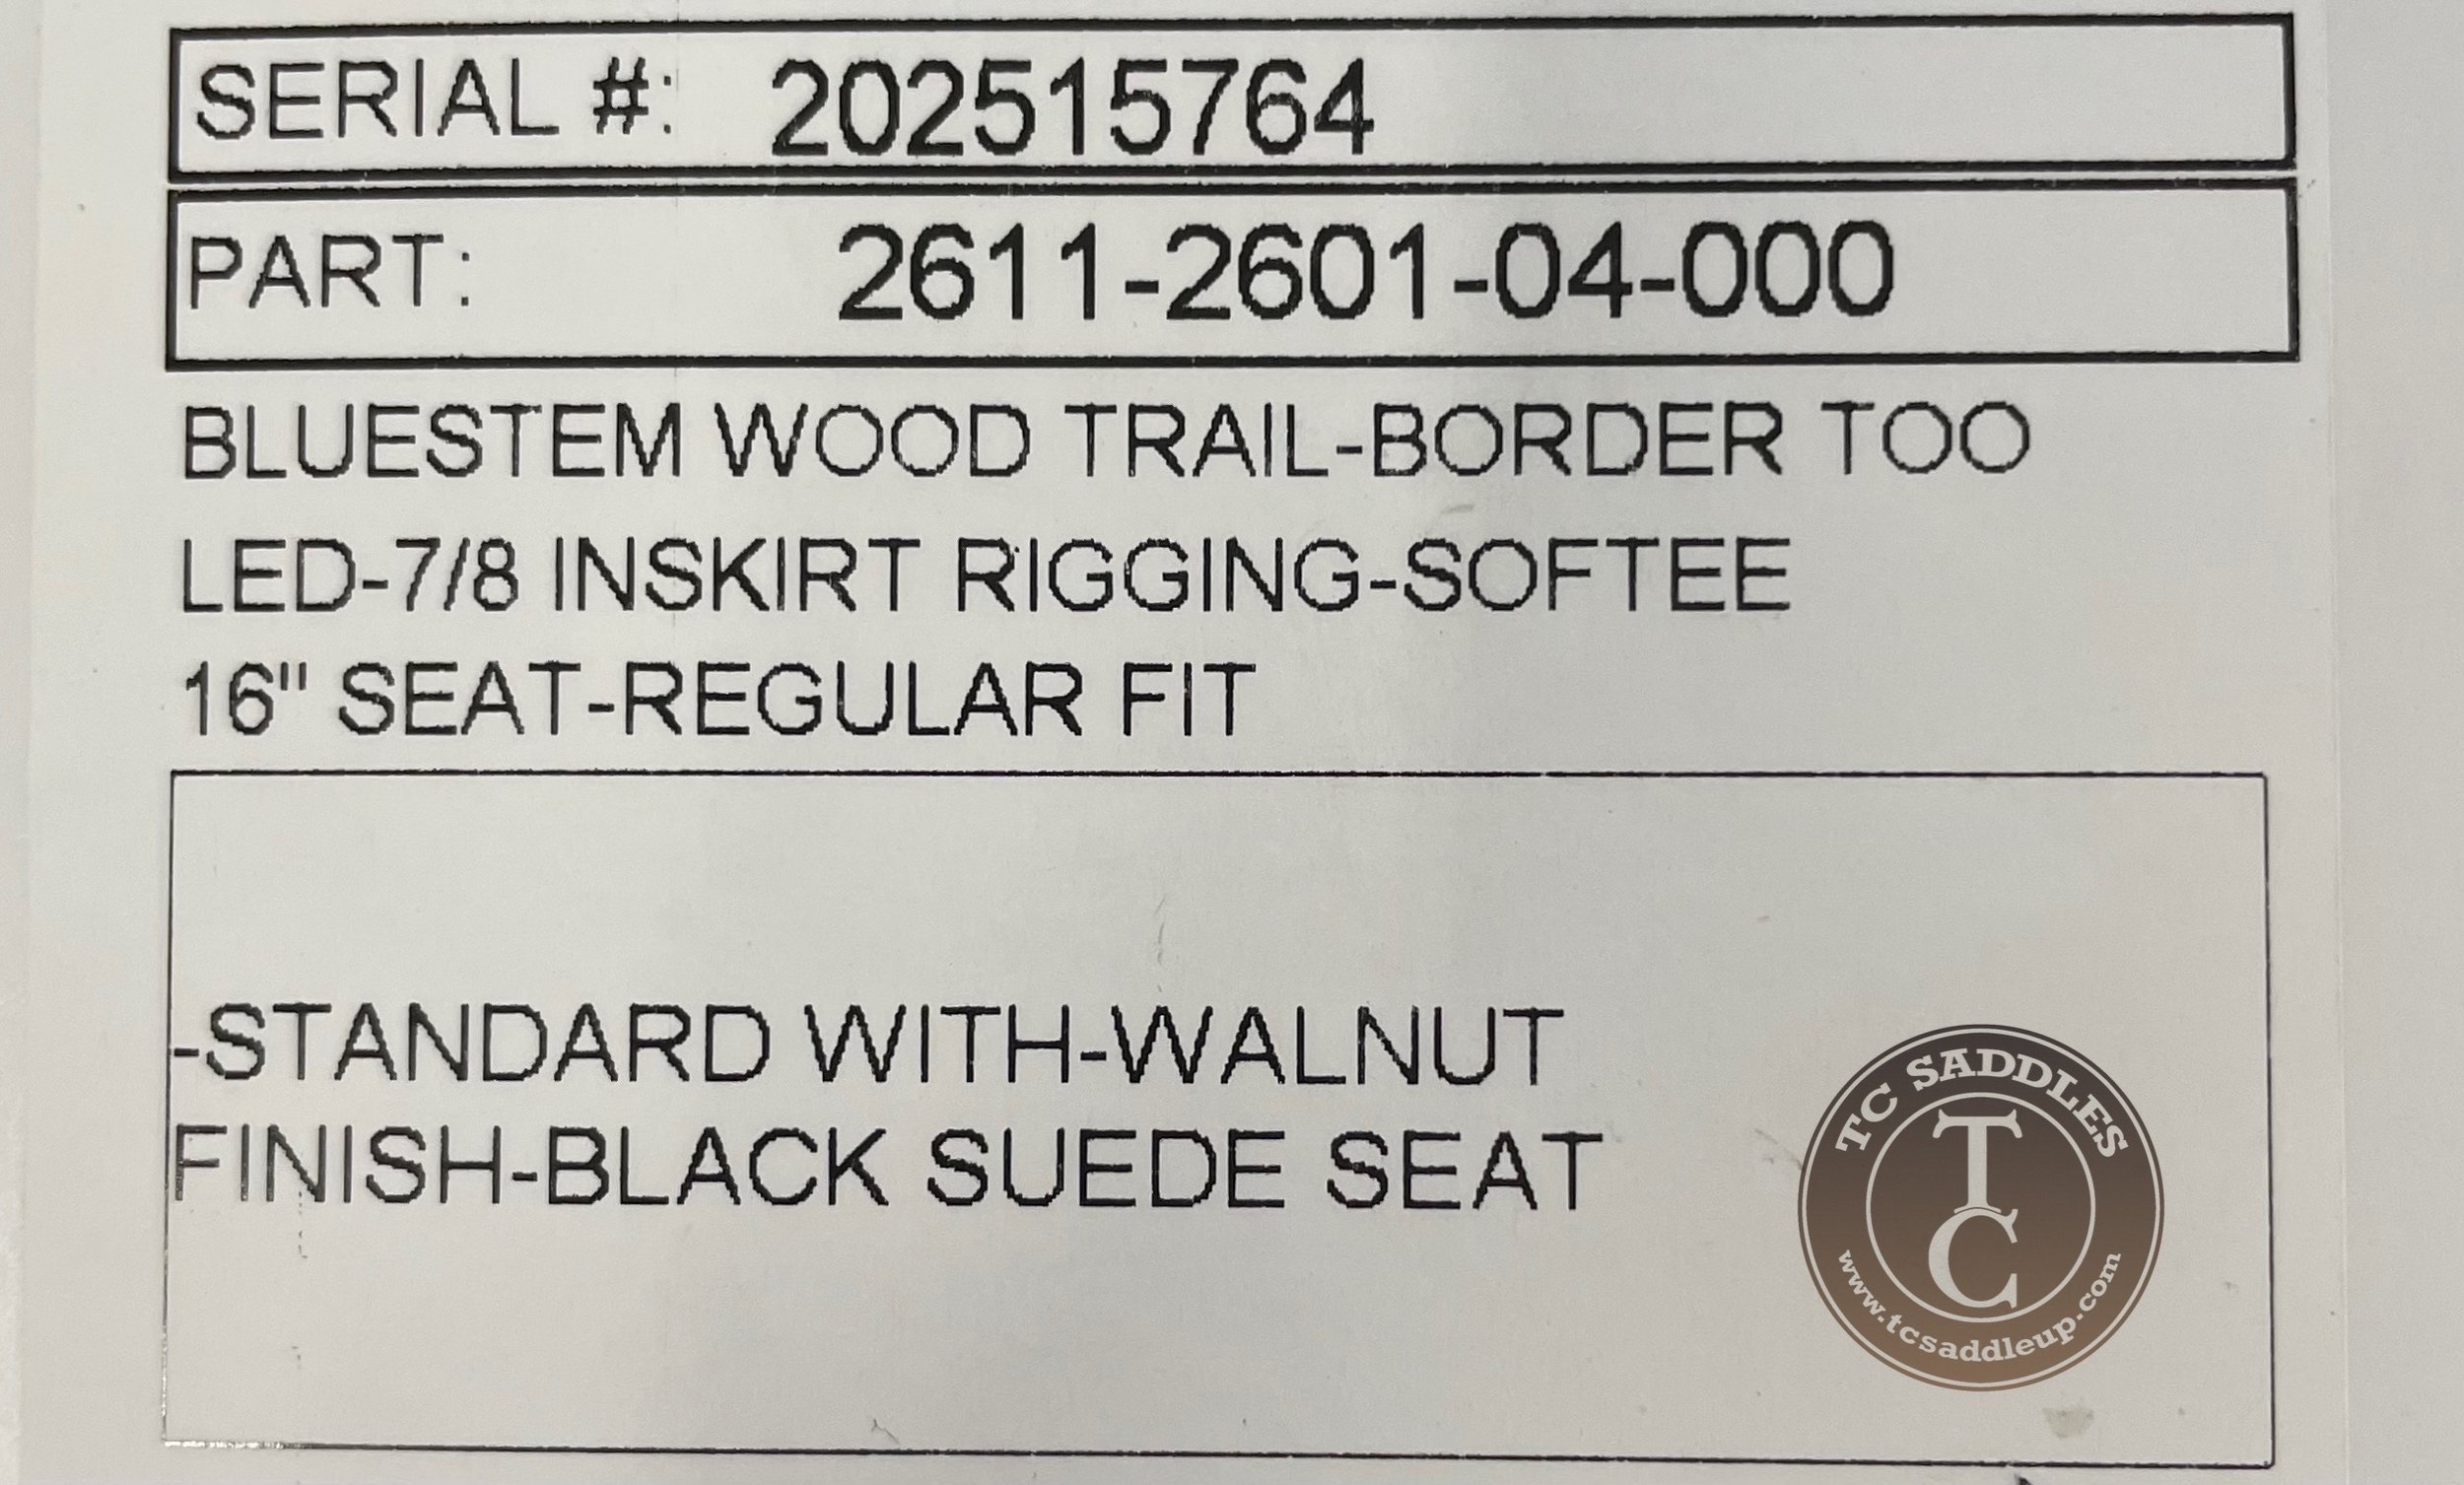 SERIAL #: 202515764
PART: 2611-2601-04-000
BLUESTEM WOOD TRAIL-BORDER TOO
LED-7/8 INSKIRT RIGGING-SOFTEE
16" SEAT-REGULAR FIT
-STANDARD WITH-WALNUT
FINISH-BLACK SUEDE SEAT
TC SADDLES
TC
www.tcsaddleup.com